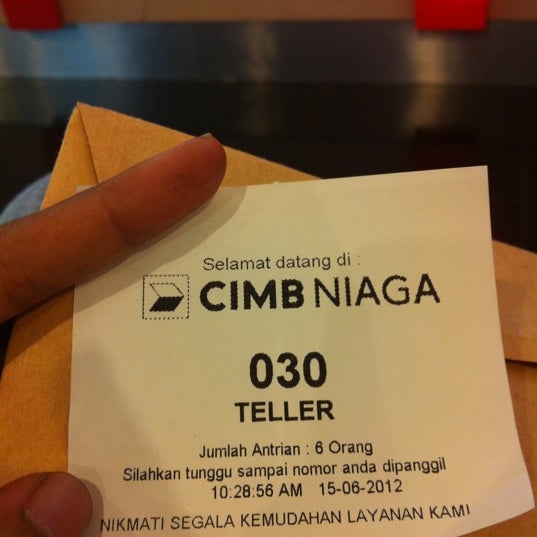 Selamat datang di :
CIMB NIAGA
030
TELLER
Jumlah Antrian : 6 Orang
Silahkan tunggu sampai nomor anda dipanggil
10:28:56 AM 15-06-2012
NIKMATI SEGALA KEMUDAHAN LAYANAN KAMI